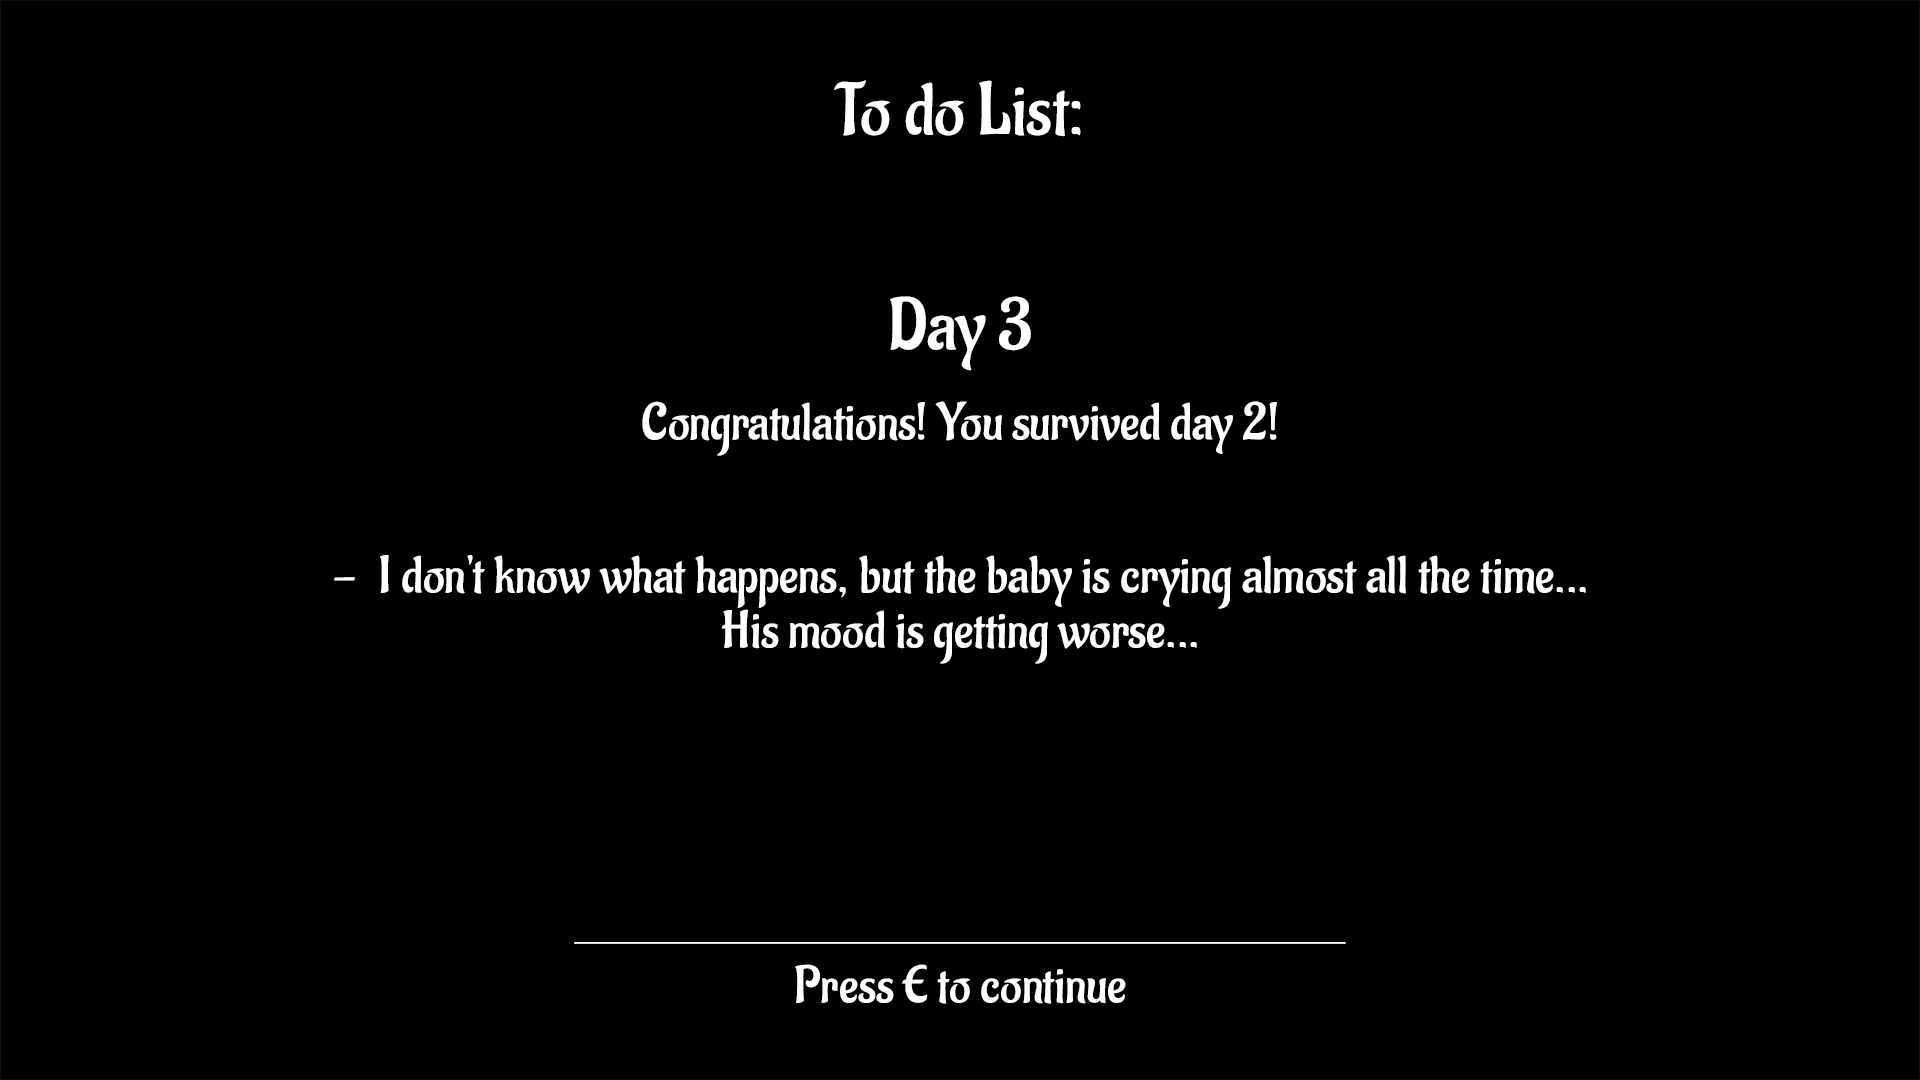 To do List:
Day 3
Congratulations! You survived day 2!
- I don't know what happens, but the baby is crying almost all the time...
His mood is getting worse...
Press E to continue